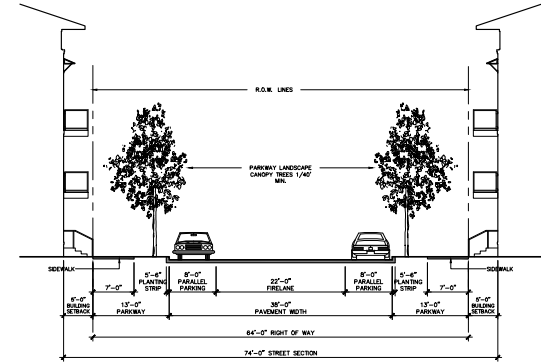 R.O.W. LINES
PARKWAY LANDSCAPE
CANOPY TREES 1/40'
MIN.
SIDEWALK
SIDEWALK
7'-0"
5'-6"
PLANTING
STRIP
8'-0"
PARALLEL
PARKING
22'-0"
FIRELANE
8'-0"
PARALLEL
PARKING
5'-6"
PLANTING
STRIP
7'-0"
5'-0"
BUILDING
SETBACK
13'-0"
PARKWAY
38'-0"
PAVEMENT WIDTH
13'-0"
PARKWAY
5'-0"
BUILDING
SETBACK
64'-0" RIGHT OF WAY
74'-0" STREET SECTION